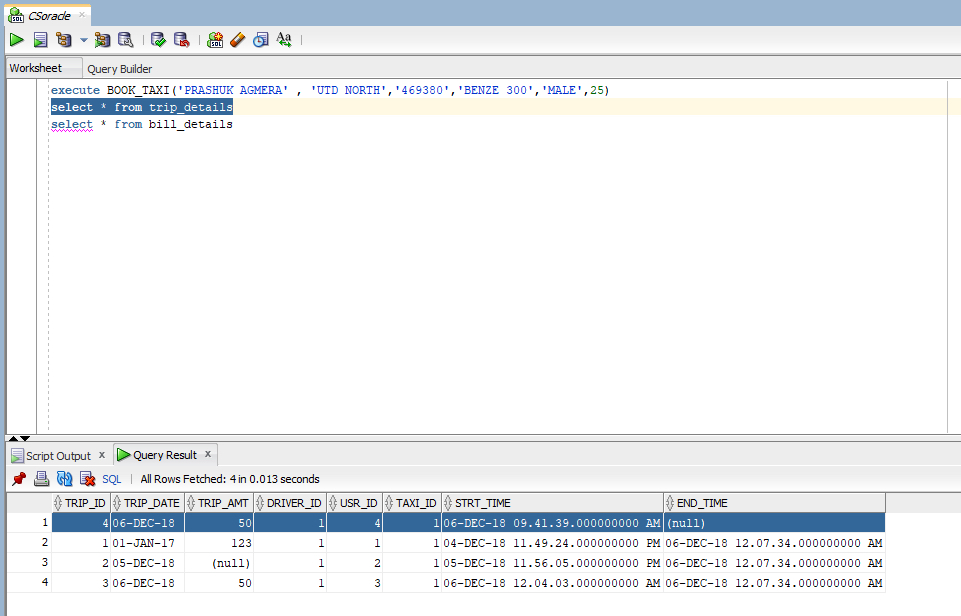 CSoracle
Worksheet Query Builder
execute BOOK_TAXI('PRASHUK AGMERA' , 'UTD NORTH','469380','BENZE 300','MALE',25)
select * from trip_details
select * from bill_details
Script Output x Query Result x
SQL | All Rows Fetched: 4 in 0.013 seconds
TRIP_ID TRIP_DATE TRIP_AMT DRIVER_ID USR_ID TAXI_ID STRT_TIME END_TIME
1 4 06-DEC-18 50 1 4 1 06-DEC-18 09.41.39.000000000 AM (null)
2 1 01-JAN-17 123 1 1 1 04-DEC-18 11.49.24.000000000 PM 06-DEC-18 12.07.34.000000000 AM
3 2 05-DEC-18 (null) 1 2 1 05-DEC-18 11.56.05.000000000 PM 06-DEC-18 12.07.34.000000000 AM
4 3 06-DEC-18 50 1 3 1 06-DEC-18 12.04.03.000000000 AM 06-DEC-18 12.07.34.000000000 AM